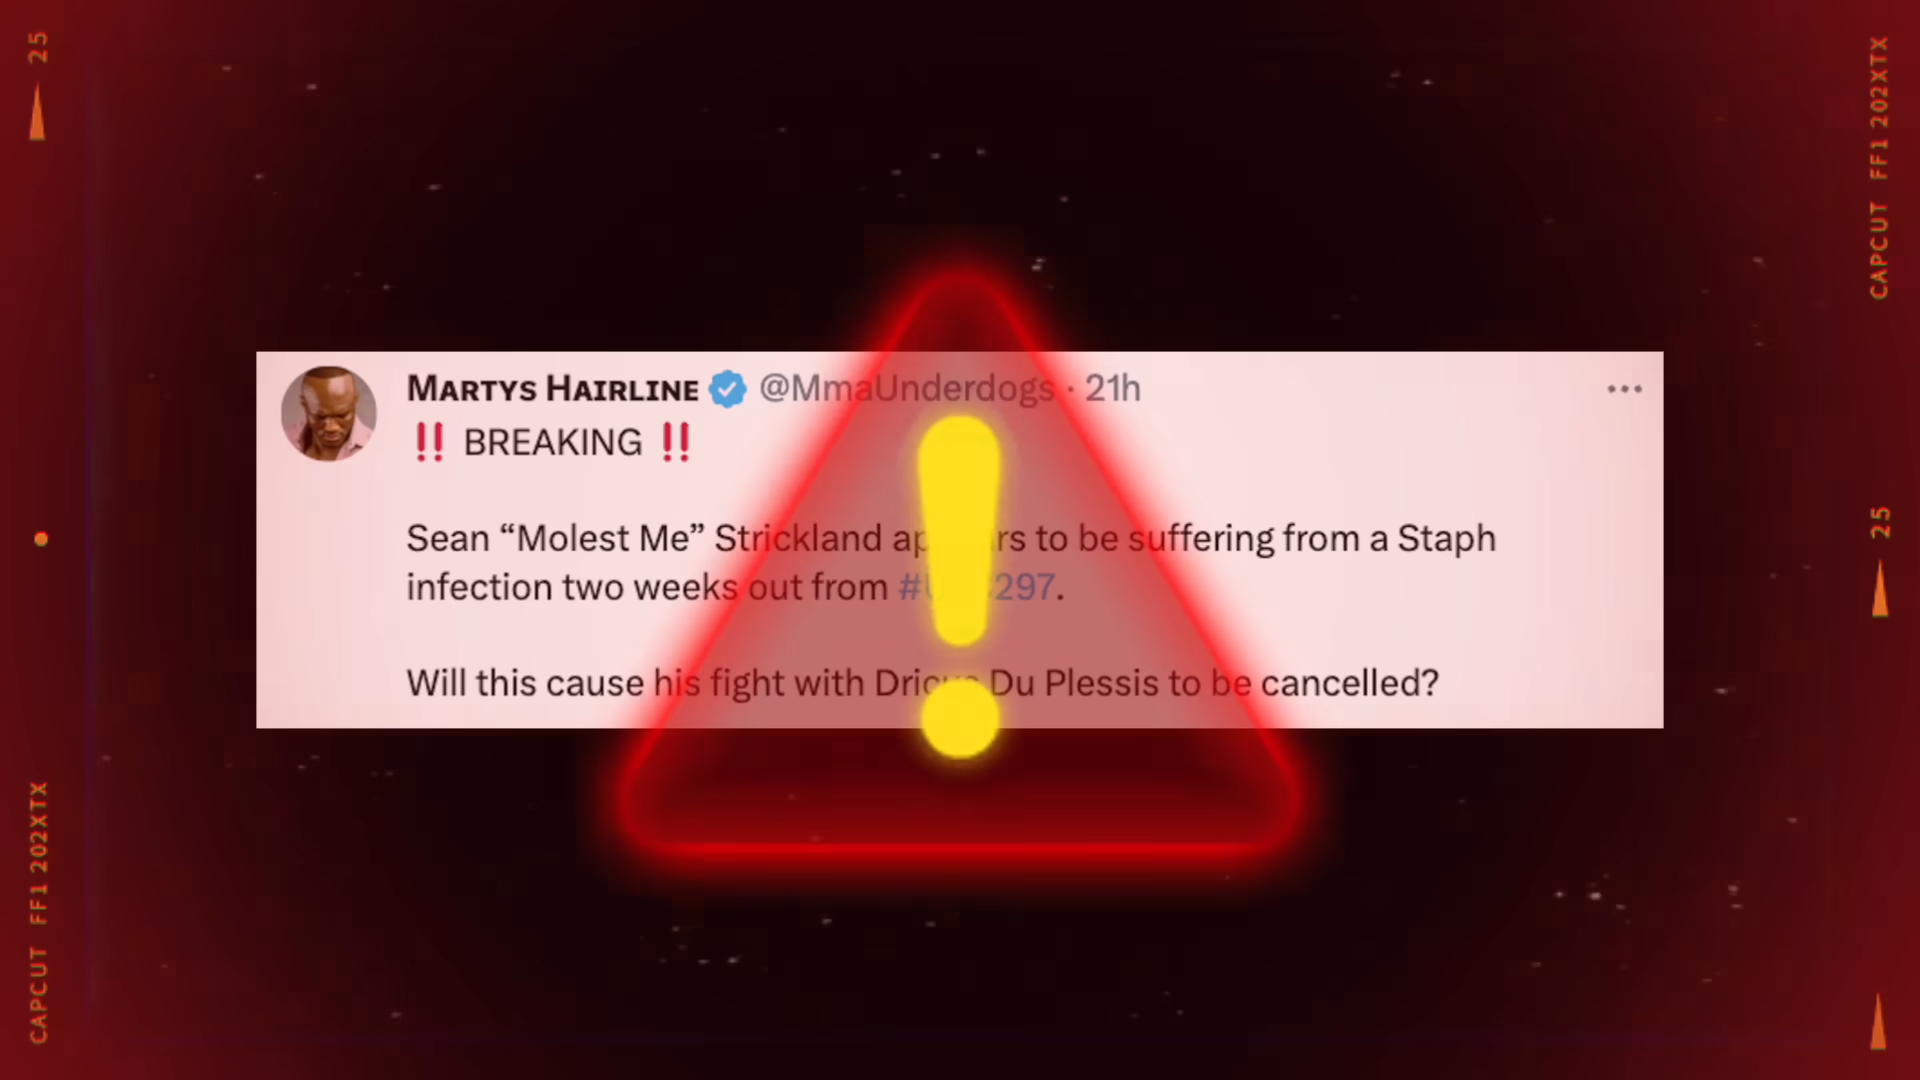 25
CAPCUT FF1 202XTX
MARTYS HAIRLINE @MmaUnderdogs · 21h
‼️ BREAKING ‼️
Sean “Molest Me” Strickland to be suffering from a Staph
infection two weeks out from .
Will this cause his fight with Dricus Du Plessis to be cancelled?
25
CAPCUT FF1 202XTX